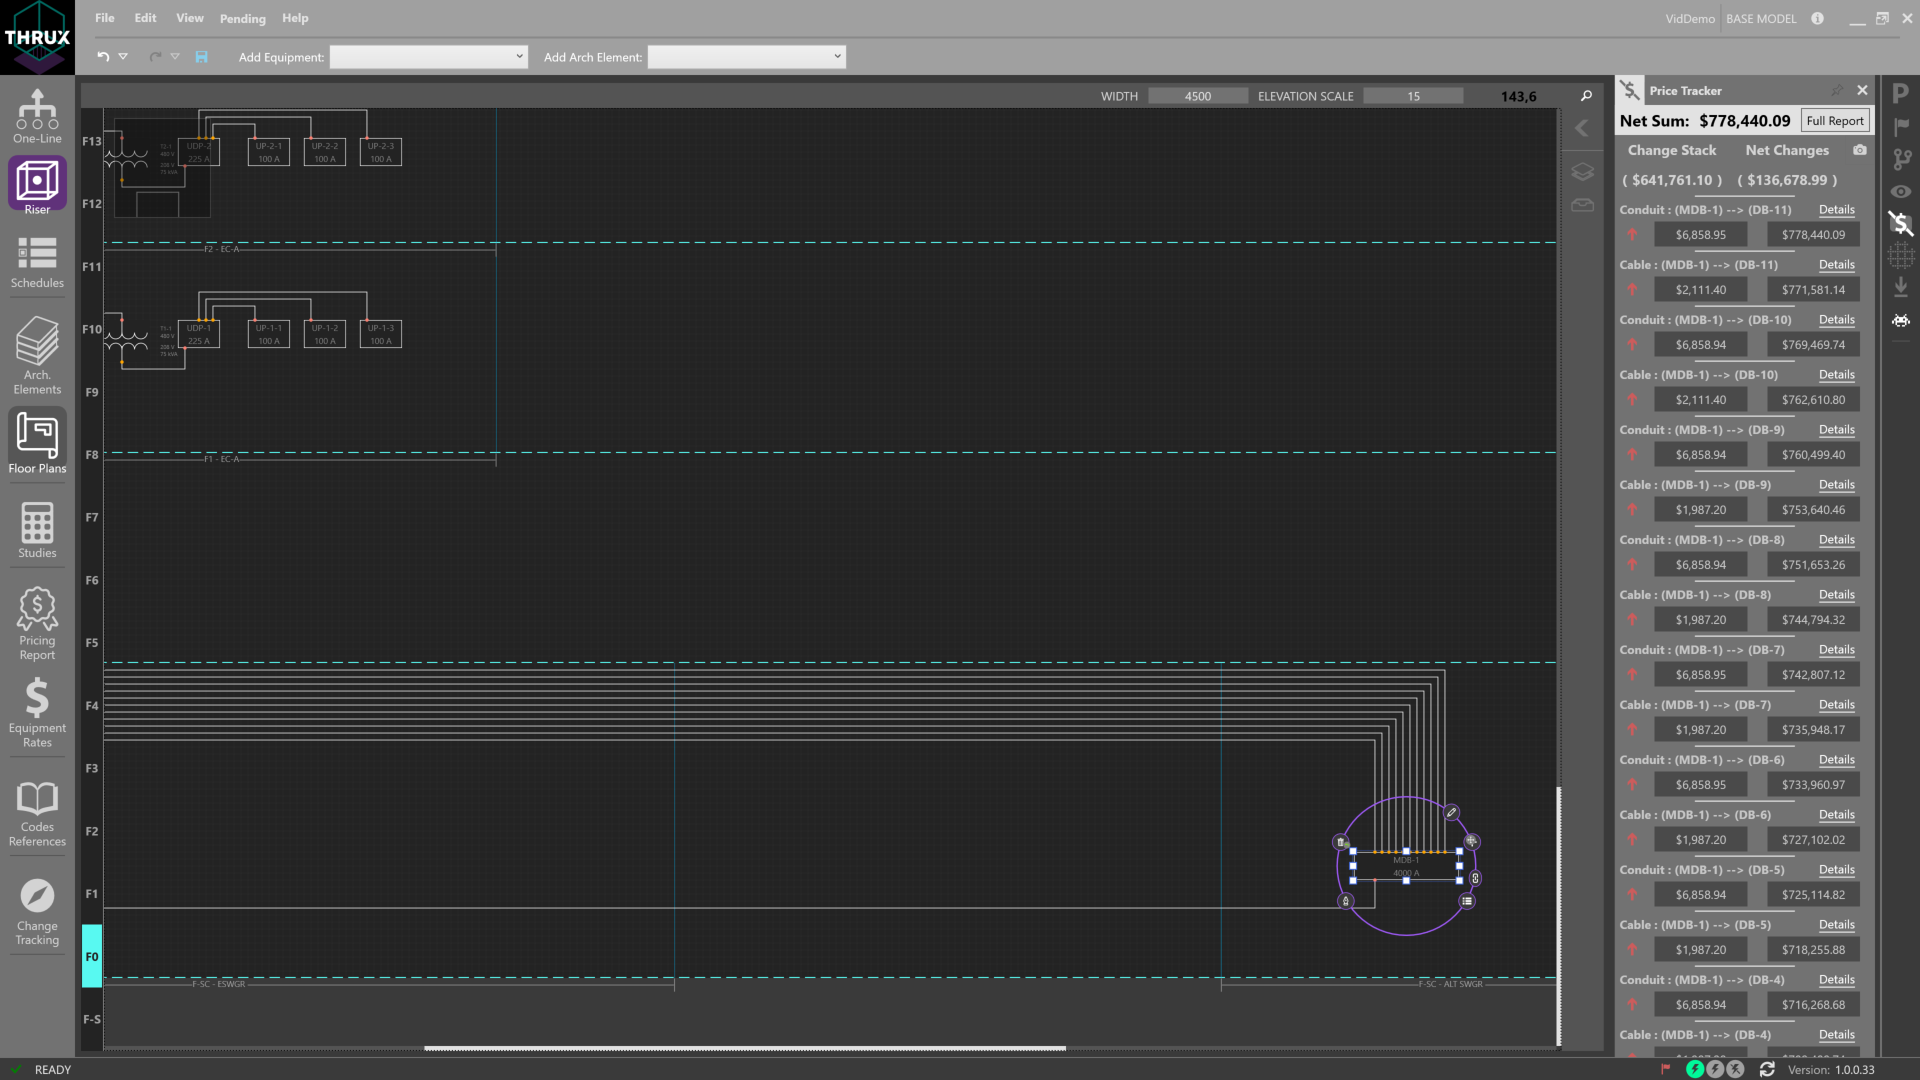 THRUX
File Edit View Pending Help
VidDemo BASE MODEL
Add Equipment: Add Arch Element:
One-Line
Riser
Schedules
Arch.
Elements
Floor Plans
Studies
Pricing
Report
Equipment
Rates
Codes
References
Change
Tracking
WIDTH 4500 ELEVATION SCALE 15 143,6
F13
F12
F11
F10
F9
F8
F7
F6
F5
F4
F3
F2
F1
F0
F-S
UDP-2
225 A
UP-2-1
100 A
UP-2-2
100 A
UP-2-3
100 A
F2 - EC-A
UDP-1
225 A
UP-1-1
100 A
UP-1-2
100 A
UP-1-3
100 A
F1 - EC-A
MDB-1
4000 A
F-SC - ESWGR
F-SC - ALT SWGR
Price Tracker
Net Sum: $778,440.09 Full Report
Change Stack Net Changes
( $641,761.10 ) ( $136,678.99 )
Conduit : (MDB-1) --> (DB-11) Details
$6,858.95 $778,440.09
Cable : (MDB-1) --> (DB-11) Details
$2,111.40 $771,581.14
Conduit : (MDB-1) --> (DB-10) Details
$6,858.94 $769,469.74
Cable : (MDB-1) --> (DB-10) Details
$2,111.40 $762,610.80
Conduit : (MDB-1) --> (DB-9) Details
$6,858.94 $760,499.40
Cable : (MDB-1) --> (DB-9) Details
$1,987.20 $753,640.46
Conduit : (MDB-1) --> (DB-8) Details
$6,858.94 $751,653.26
Cable : (MDB-1) --> (DB-8) Details
$1,987.20 $744,794.32
Conduit : (MDB-1) --> (DB-7) Details
$6,858.95 $742,807.12
Cable : (MDB-1) --> (DB-7) Details
$1,987.20 $735,948.17
Conduit : (MDB-1) --> (DB-6) Details
$6,858.95 $733,960.97
Cable : (MDB-1) --> (DB-6) Details
$1,987.20 $727,102.02
Conduit : (MDB-1) --> (DB-5) Details
$6,858.94 $725,114.82
Cable : (MDB-1) --> (DB-5) Details
$1,987.20 $718,255.88
Conduit : (MDB-1) --> (DB-4) Details
$6,858.94 $716,268.68
Cable : (MDB-1) --> (DB-4) Details
READY
Version: 1.0.0.33